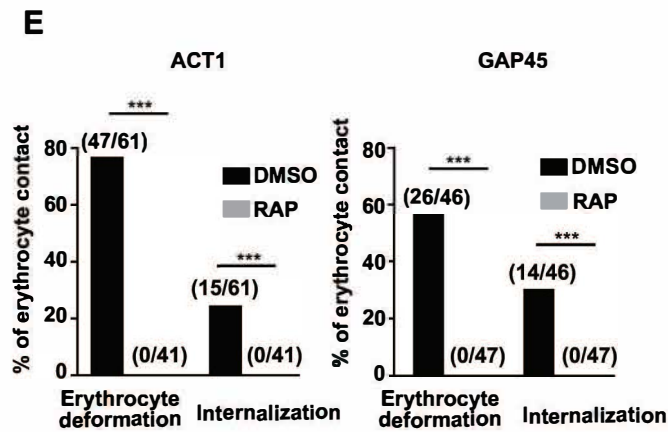 E
ACT1
% of erythrocyte contact
80
60
40
20
0
***
(47/61)
(0/41)
***
(15/61)
(0/41)
DMSO
RAP
Erythrocyte
deformation
Internalization
GAP45
% of erythrocyte contact
80
60
40
20
0
***
(26/46)
(0/47)
***
(14/46)
(0/47)
DMSO
RAP
Erythrocyte
deformation
Internalization